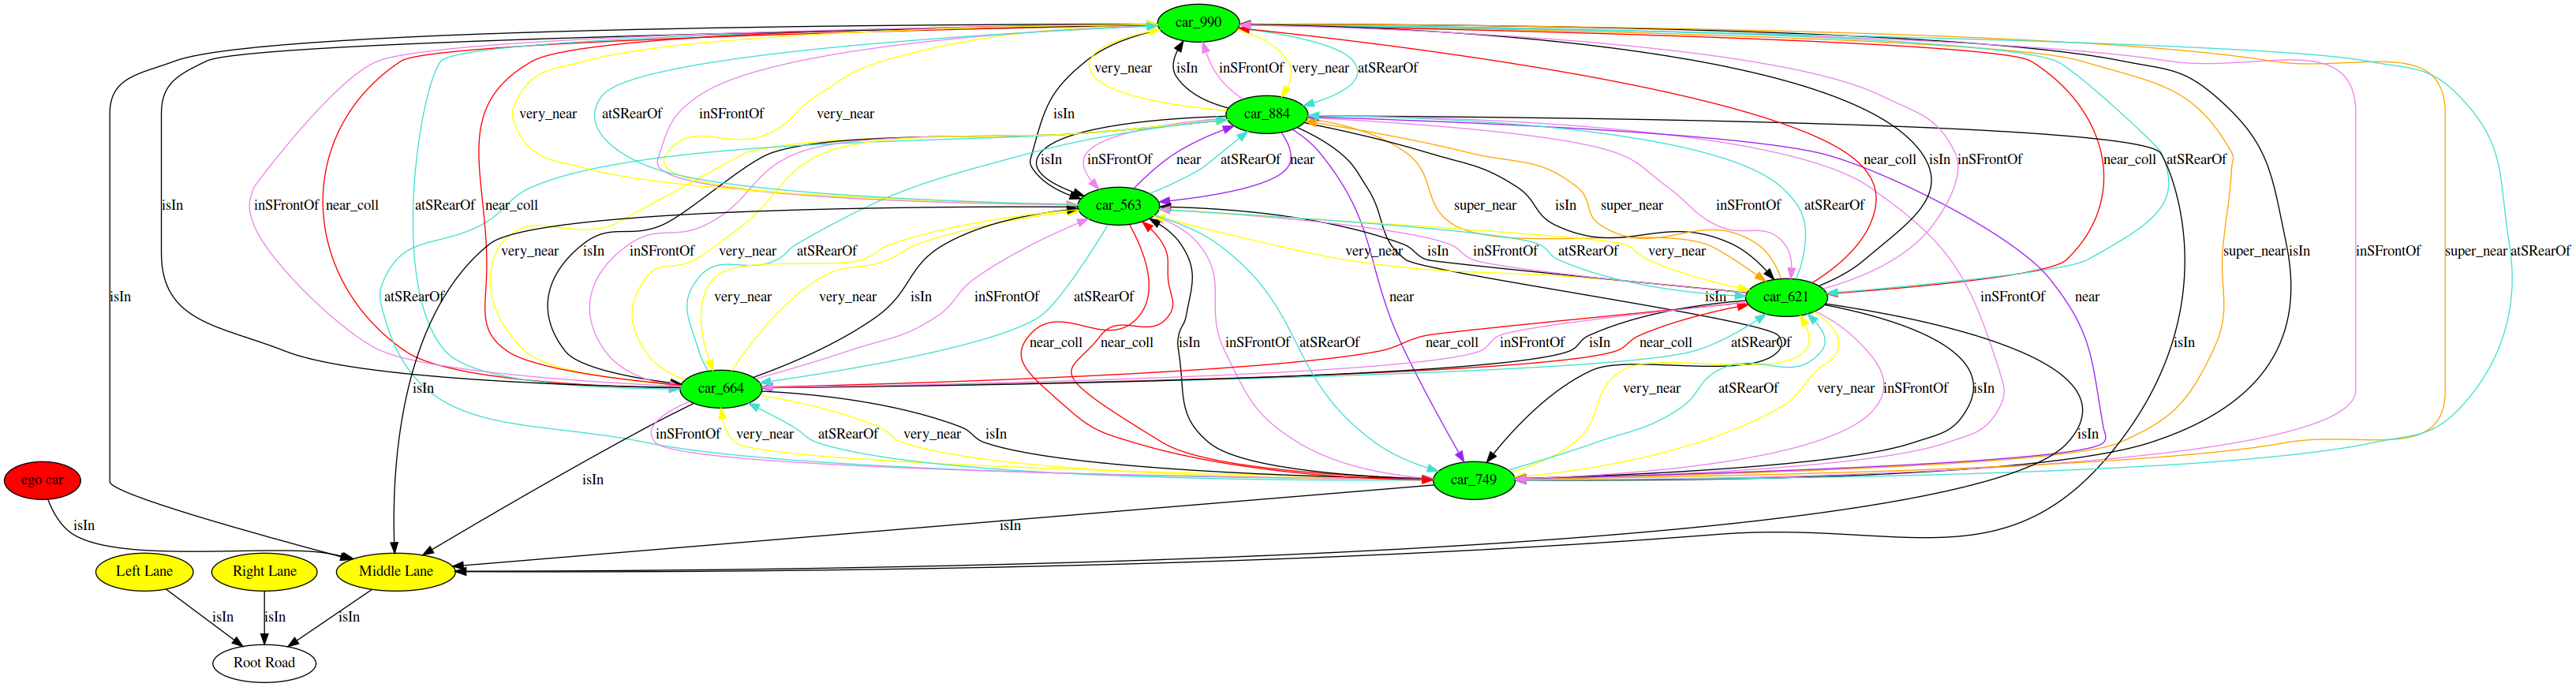 car_990
very_near isIn inSFrontOf very_near atSRearOf
very_near atSRearOf inSFrontOf very_near isIn
car_884
isIn inSFrontOf near atSRearOf near near_coll isIn inSFrontOf near_coll atSRearOf
isIn inSFrontOf near_coll atSRearOf near_coll car_563 super_near isIn super_near inSFrontOf atSRearOf
very_near isIn inSFrontOf very_near atSRearOf very_near isIn inSFrontOf atSRearOf very_near super_near isIn inSFrontOf super_near atSRearOf
isIn atSRearOf very_near very_near isIn inSFrontOf atSRearOf near isIn car_621 inSFrontOf near
near_coll near_coll isIn inSFrontOf atSRearOf near_coll inSFrontOf isIn near_coll atSRearOf isIn
isIn car_664 very_near atSRearOf very_near inSFrontOf isIn
inSFrontOf very_near atSRearOf very_near isIn isIn
ego car isIn car_749
isIn isIn
Left Lane Right Lane Middle Lane
isIn isIn isIn
Root Road